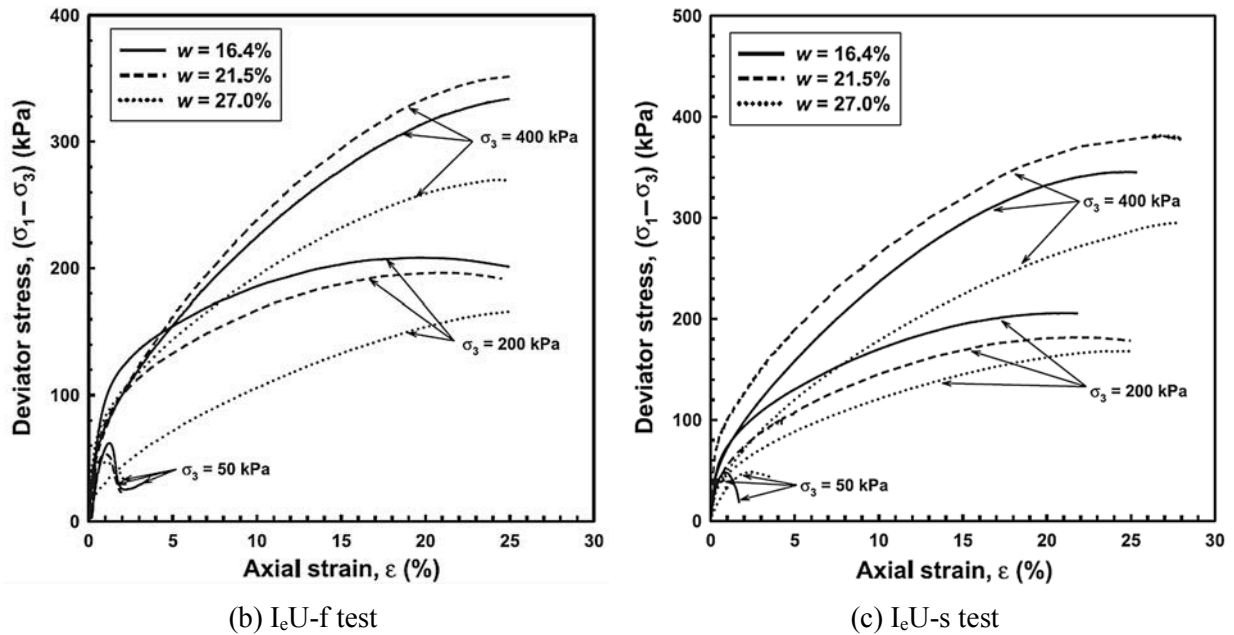 400
300
200
100
0
Deviator stress, (σ₁–σ₃) (kPa)
w = 16.4%
w = 21.5%
w = 27.0%
σ₃ = 400 kPa
σ₃ = 200 kPa
σ₃ = 50 kPa
0 5 10 15 20 25 30
Axial strain, ε (%)
(b) IₑU-f test
500
400
300
200
100
0
Deviator stress, (σ₁–σ₃) (kPa)
w = 16.4%
w = 21.5%
w = 27.0%
σ₃ = 400 kPa
σ₃ = 200 kPa
σ₃ = 50 kPa
0 5 10 15 20 25 30
Axial strain, ε (%)
(c) IₑU-s test